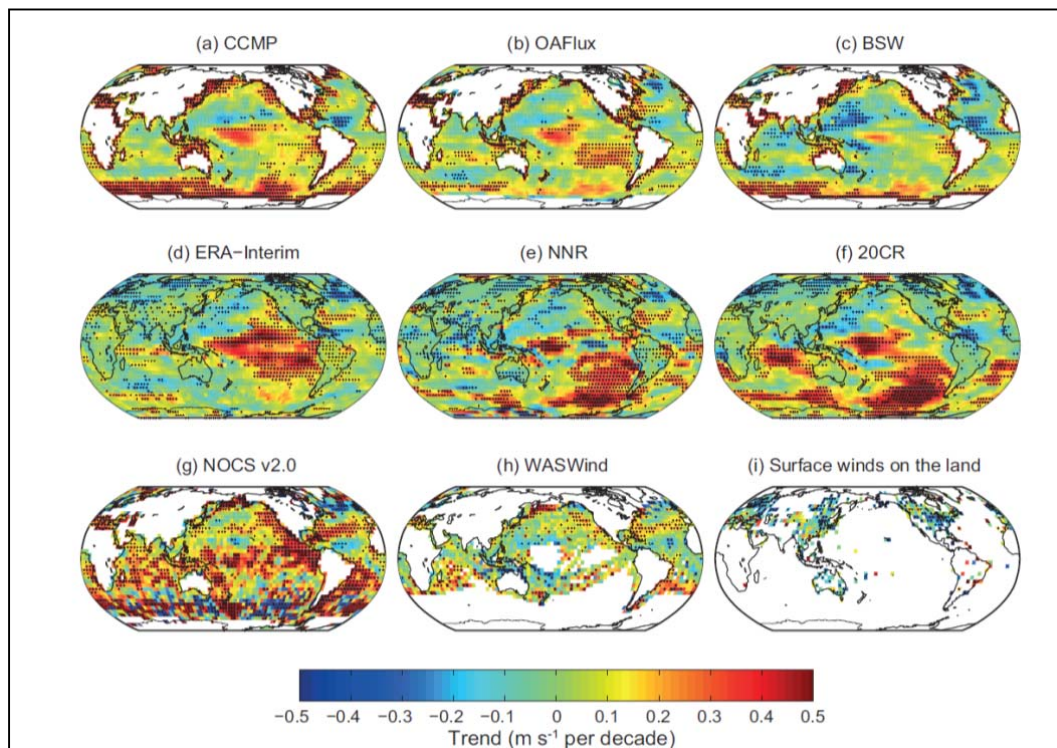 (a) CCMP (b) OAFlux (c) BSW
(d) ERA−Interim (e) NNR (f) 20CR
(g) NOCS v2.0 (h) WASWind (i) Surface winds on the land
−0.5 −0.4 −0.3 −0.2 −0.1 0 0.1 0.2 0.3 0.4 0.5
Trend (m s⁻¹ per decade)